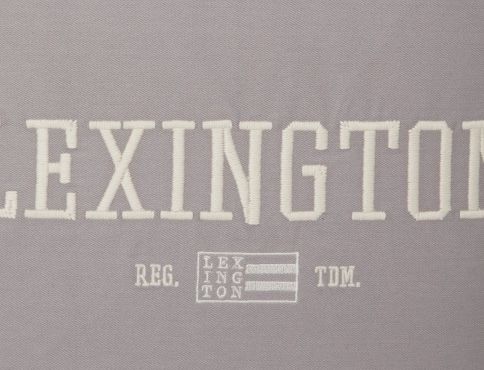 LEXINGTON
REG. LEX ING TON TDM.